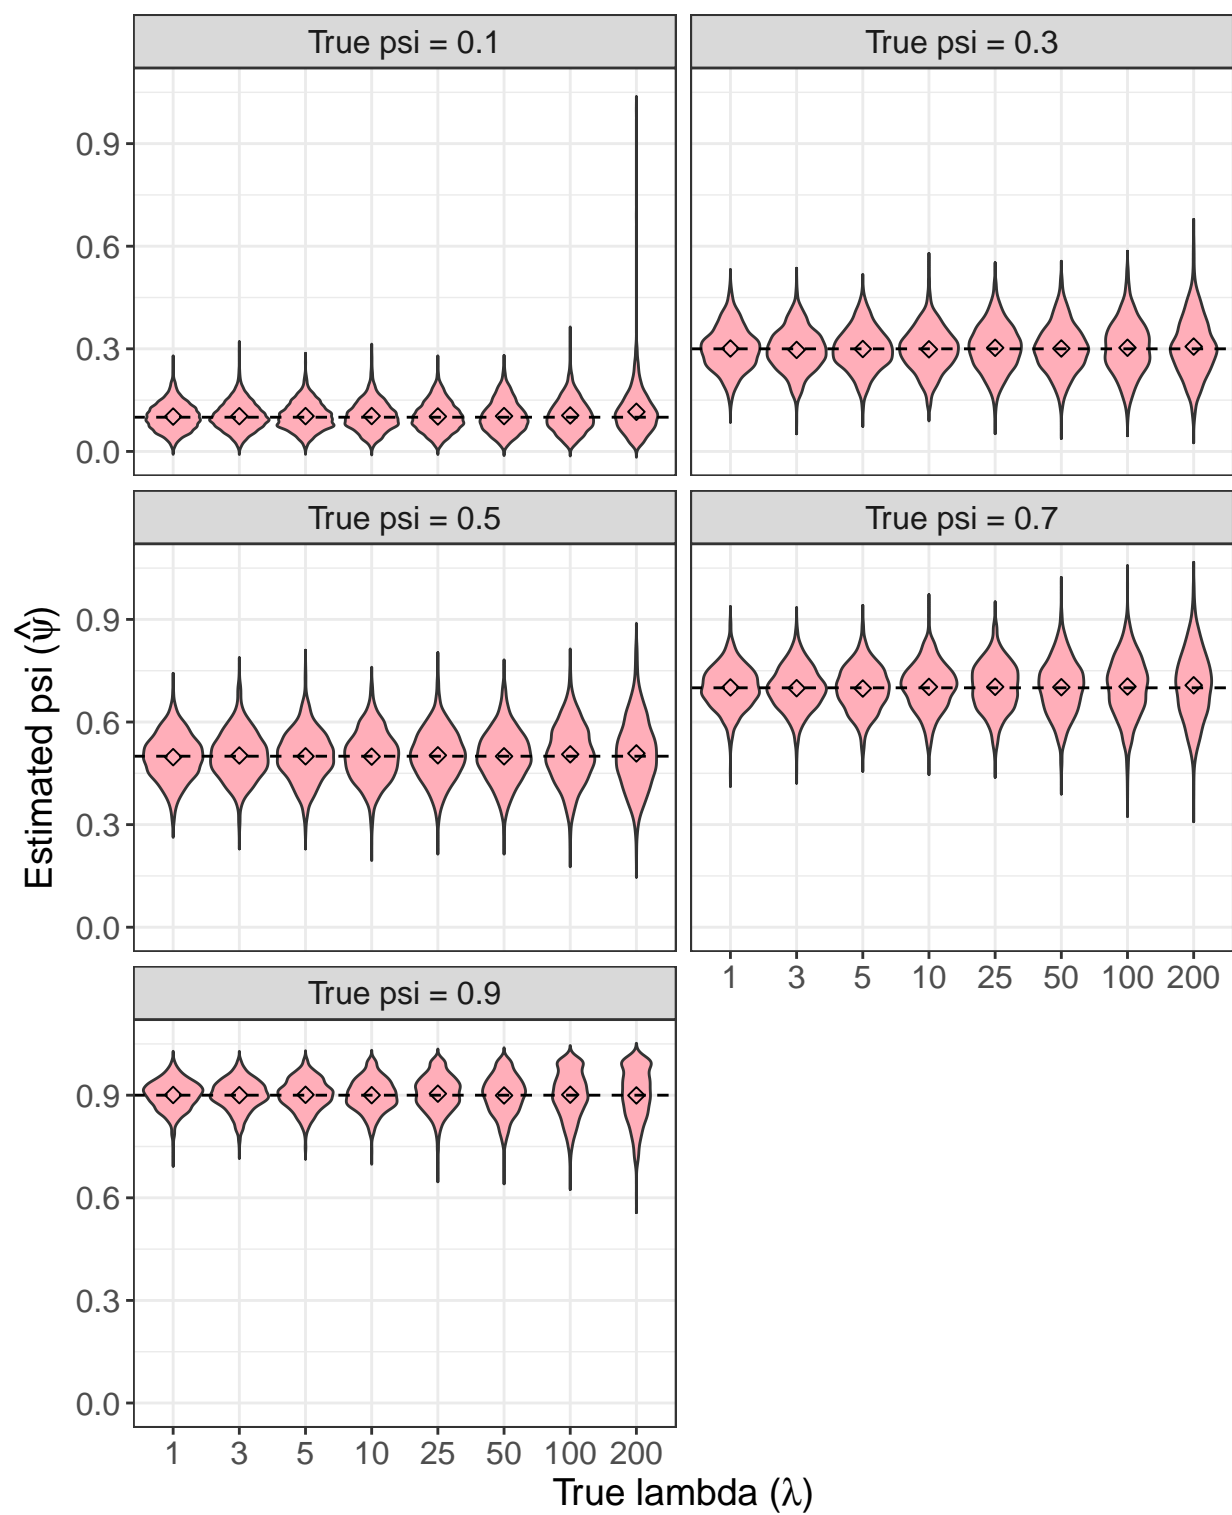 True psi = 0.1
True psi = 0.3
0.9
0.6
0.3
0.0
True psi = 0.5
True psi = 0.7
0.9
0.6
0.3
0.0
1 3 5 10 25 50 100 200
True psi = 0.9
0.9
0.6
0.3
0.0
1 3 5 10 25 50 100 200
Estimated psi (ψ̂)
True lambda (λ)